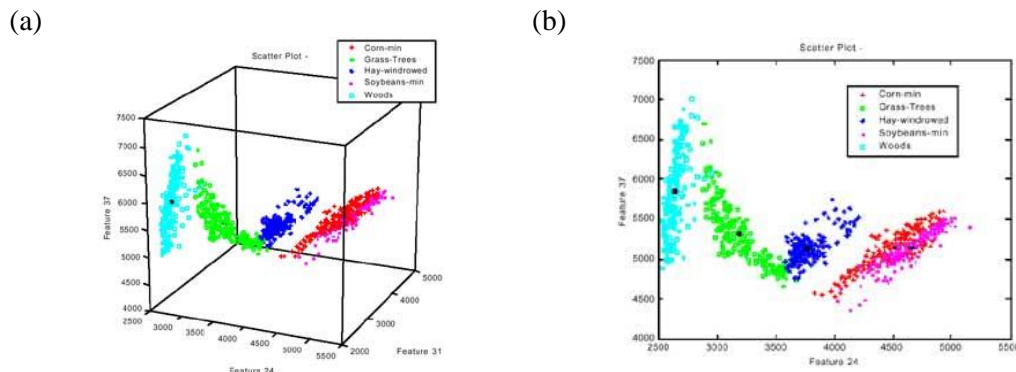 (a)
Scatter Plot -
Corn-min
Grass-Trees
Hay-windrowed
Soybeans-min
Woods
7500
7000
6500
6000
5500
5000
4500
4000
Feature 37
2500
3000
3500
4000
4500
5000
5500
Feature 24
2000
3000
4000
5000
Feature 31
(b)
Scatter Plot -
Corn-min
Grass-Trees
Hay-windrowed
Soybeans-min
Woods
7500
7000
6500
6000
5500
5000
4500
4000
Feature 37
2500
3000
3500
4000
4500
5000
5500
Feature 24